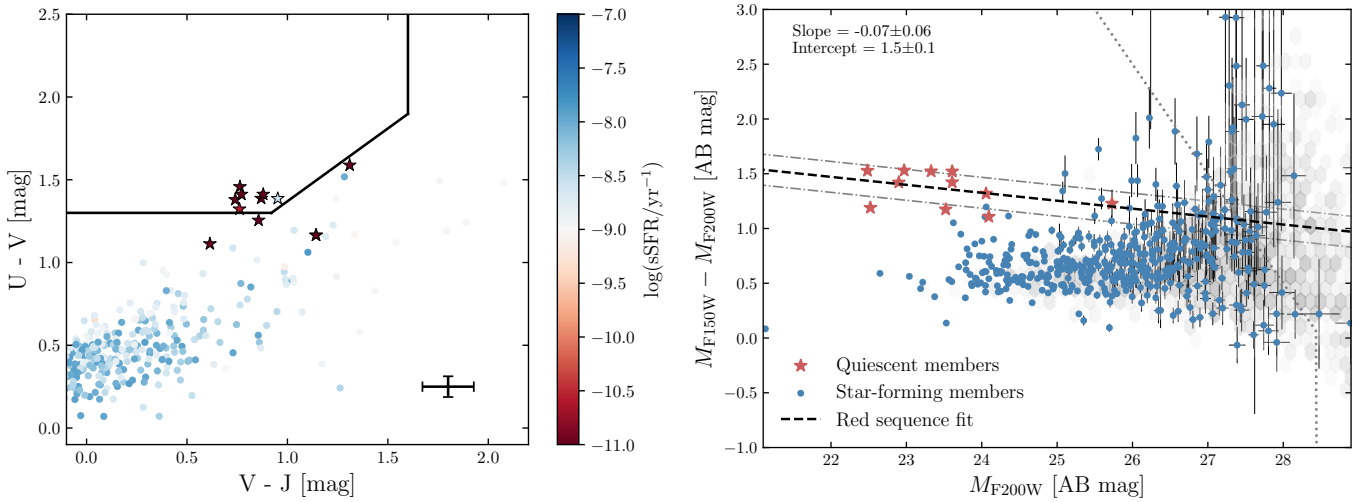 2.5
2.0
1.5
1.0
0.5
0.0
U - V [mag]
0.0 0.5 1.0 1.5 2.0
V - J [mag]
−7.0
−7.5
−8.0
−8.5
−9.0
−9.5
−10.0
−10.5
−11.0
log(sSFR/yr⁻¹)
3.0
2.5
2.0
1.5
1.0
0.5
0.0
−0.5
−1.0
M_F150W − M_F200W [AB mag]
Slope = -0.07±0.06
Intercept = 1.5±0.1
Quiescent members
Star-forming members
Red sequence fit
22 23 24 25 26 27 28
M_F200W [AB mag]